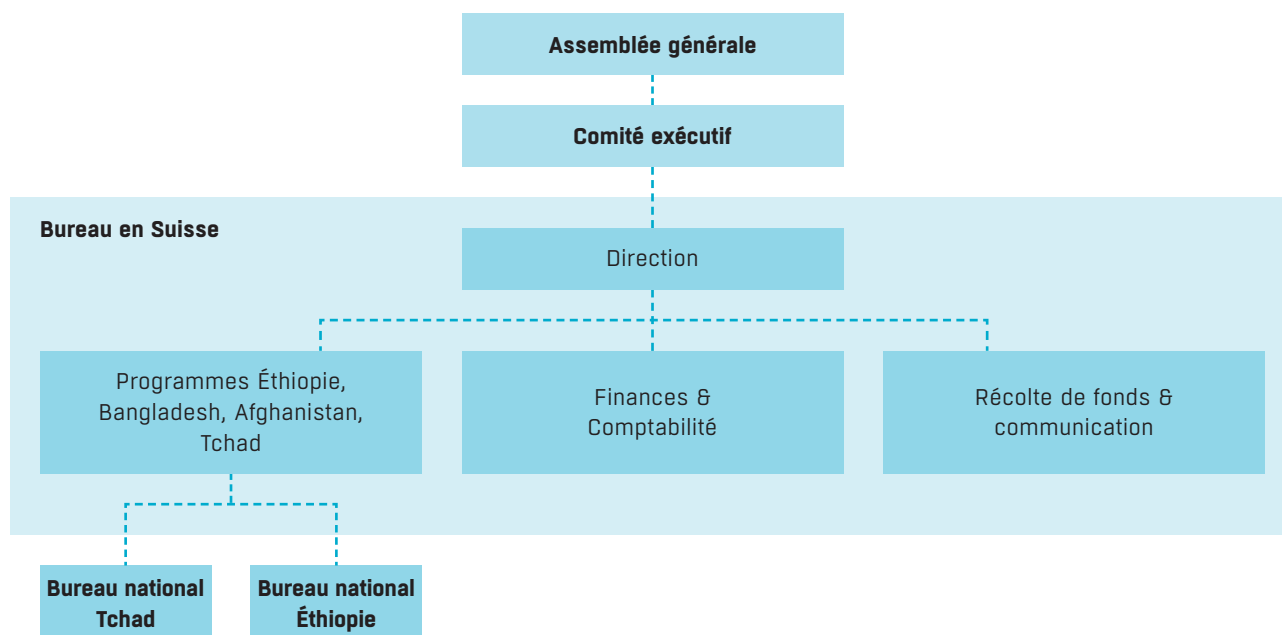 Assemblée générale
Comité exécutif
Bureau en Suisse
Direction
Programmes Éthiopie,
Bangladesh, Afghanistan,
Tchad
Finances &
Comptabilité
Récolte de fonds &
communication
Bureau national
Tchad
Bureau national
Éthiopie